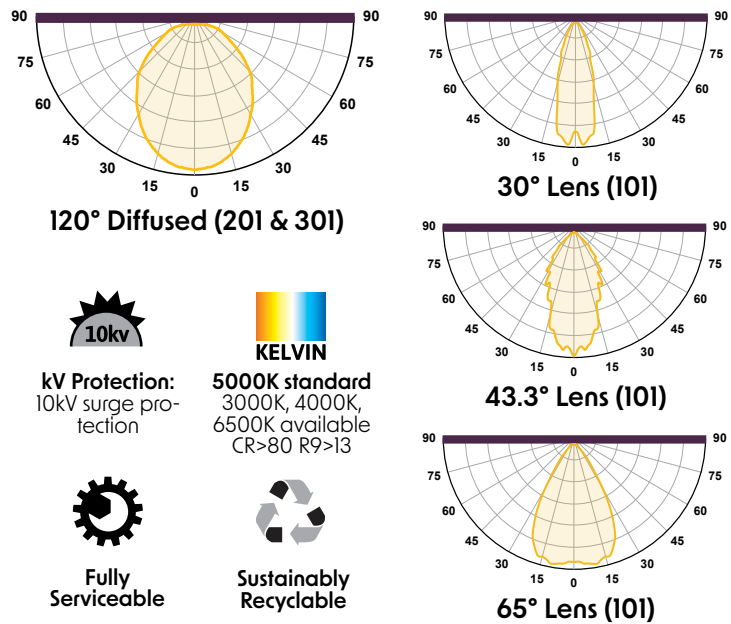 90 90
75 75
60 60
45 45
30 30
15 15
0
120° Diffused (201 & 301)
90 90
75 75
60 60
45 45
30 30
15 15
0
30° Lens (101)
90 90
75 75
60 60
45 45
30 30
15 15
0
43.3° Lens (101)
90 90
75 75
60 60
45 45
30 30
15 15
0
65° Lens (101)
10kv
kV Protection:
10kV surge pro-
tection
KELVIN
5000K standard
3000K, 4000K,
6500K available
CR>80 R9>13
Fully
Serviceable
Sustainably
Recyclable